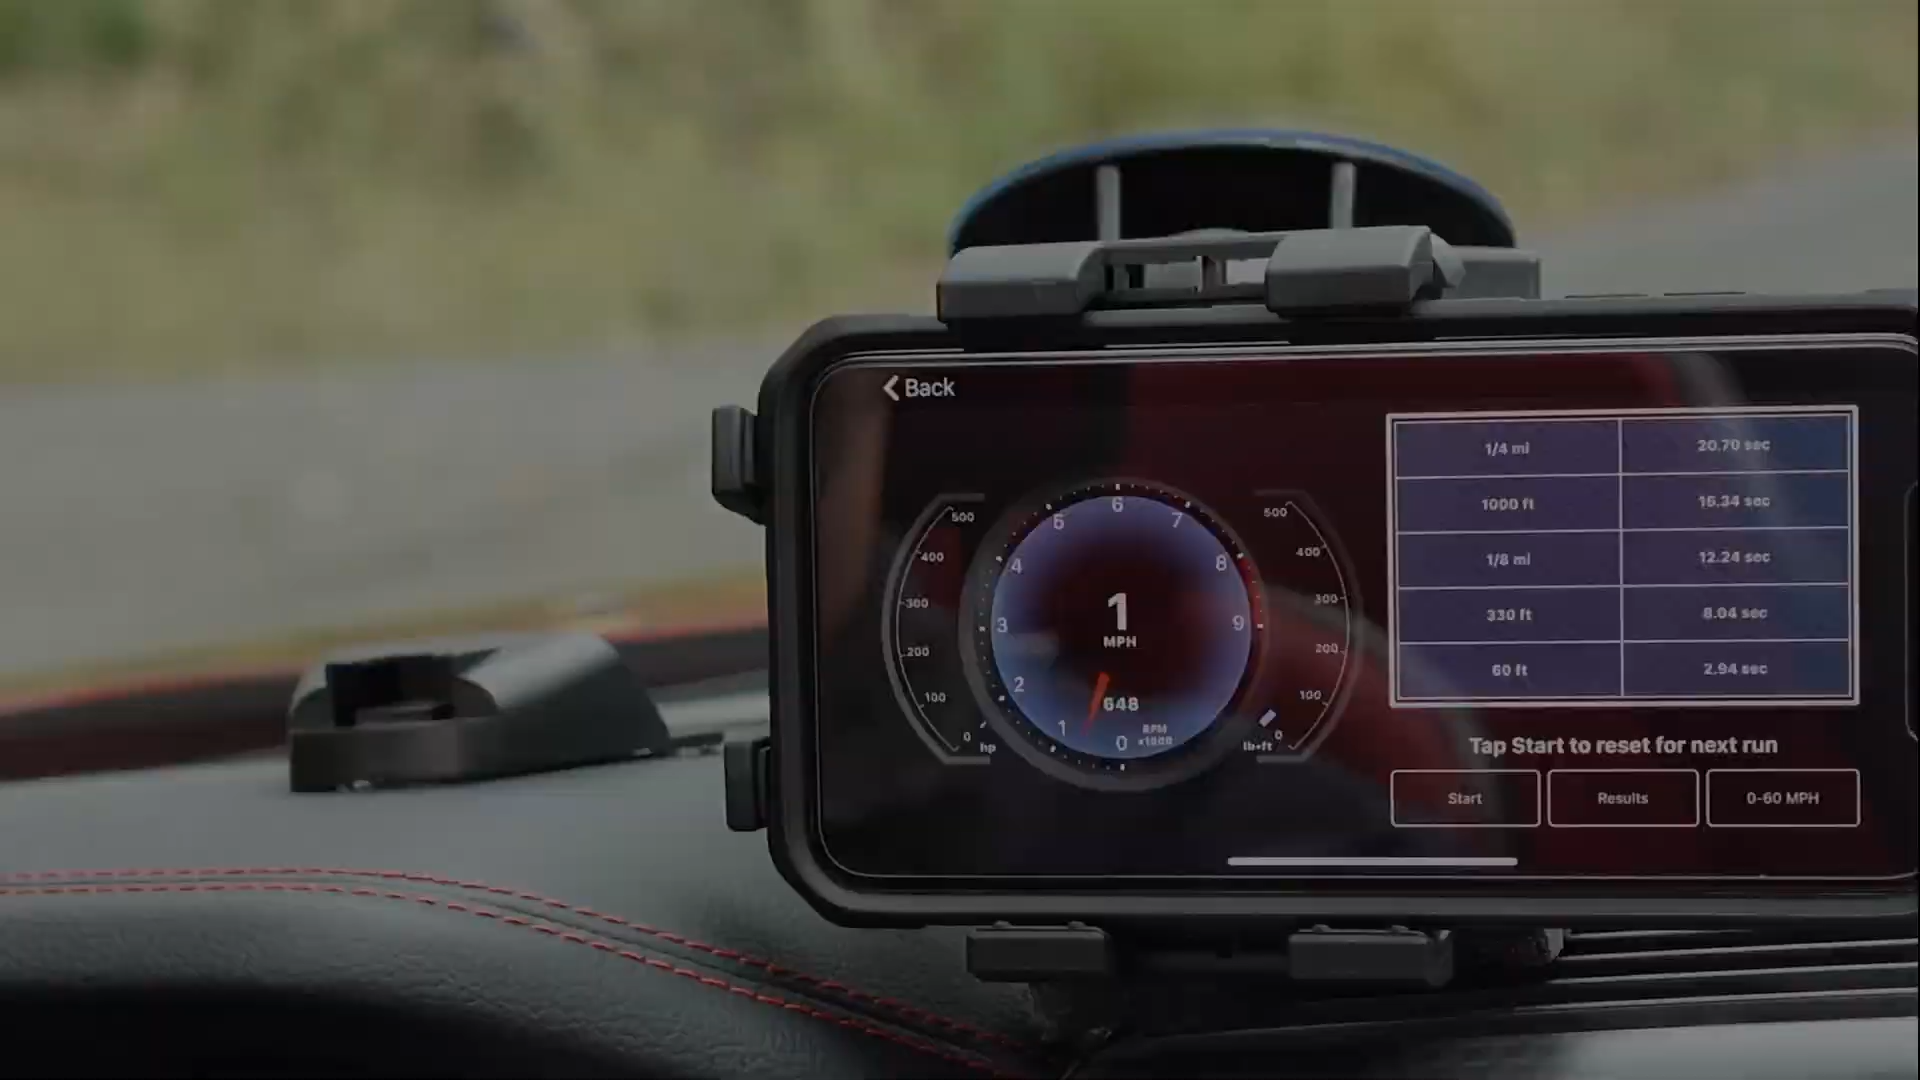 Back
500
400
300
200
100
0
hp
6
5
7
4
8
3
9
2
1
0
1
MPH
648
RPM
x1000
500
400
300
200
100
0
lb•ft
1/4 mi 20.70 sec
1000 ft 16.34 sec
1/8 mi 12.24 sec
330 ft 8.04 sec
60 ft 2.94 sec
Tap Start to reset for next run
Start Results 0-60 MPH